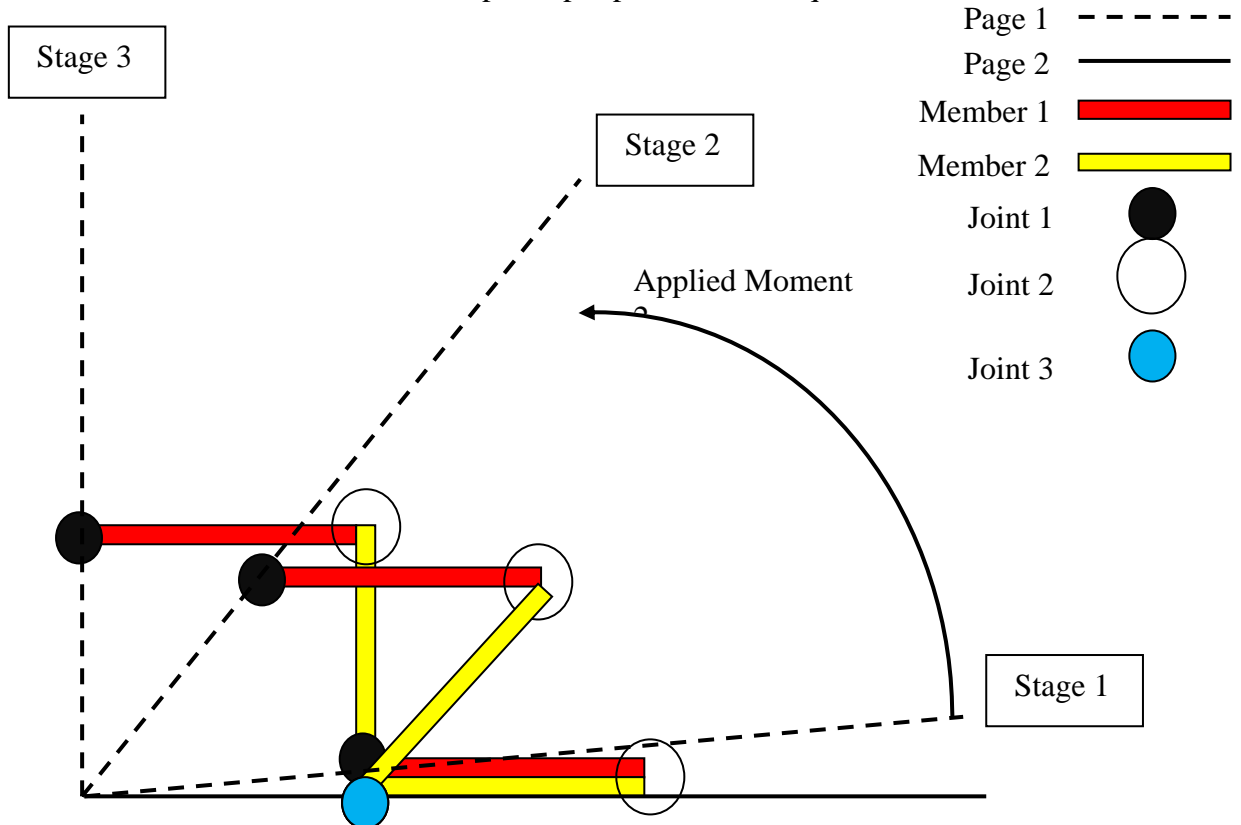 Page 1
Page 2
Member 1
Member 2
Joint 1
Joint 2
Joint 3
Stage 3
Stage 2
Applied Moment
Stage 1